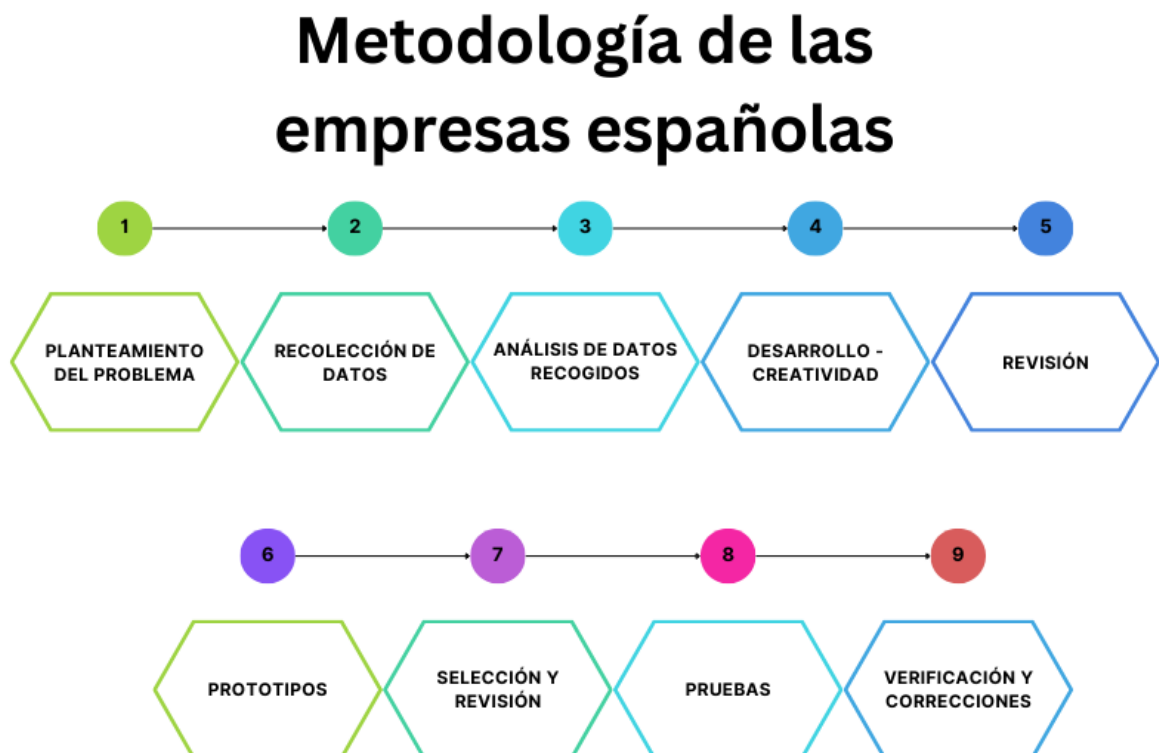 Metodología de las
empresas españolas
1
2
3
4
5
PLANTEAMIENTO
DEL PROBLEMA
RECOLECCIÓN DE
DATOS
ANÁLISIS DE DATOS
RECOGIDOS
DESARROLLO -
CREATIVIDAD
REVISIÓN
6
7
8
9
PROTOTIPOS
SELECCIÓN Y
REVISIÓN
PRUEBAS
VERIFICACIÓN Y
CORRECCIONES